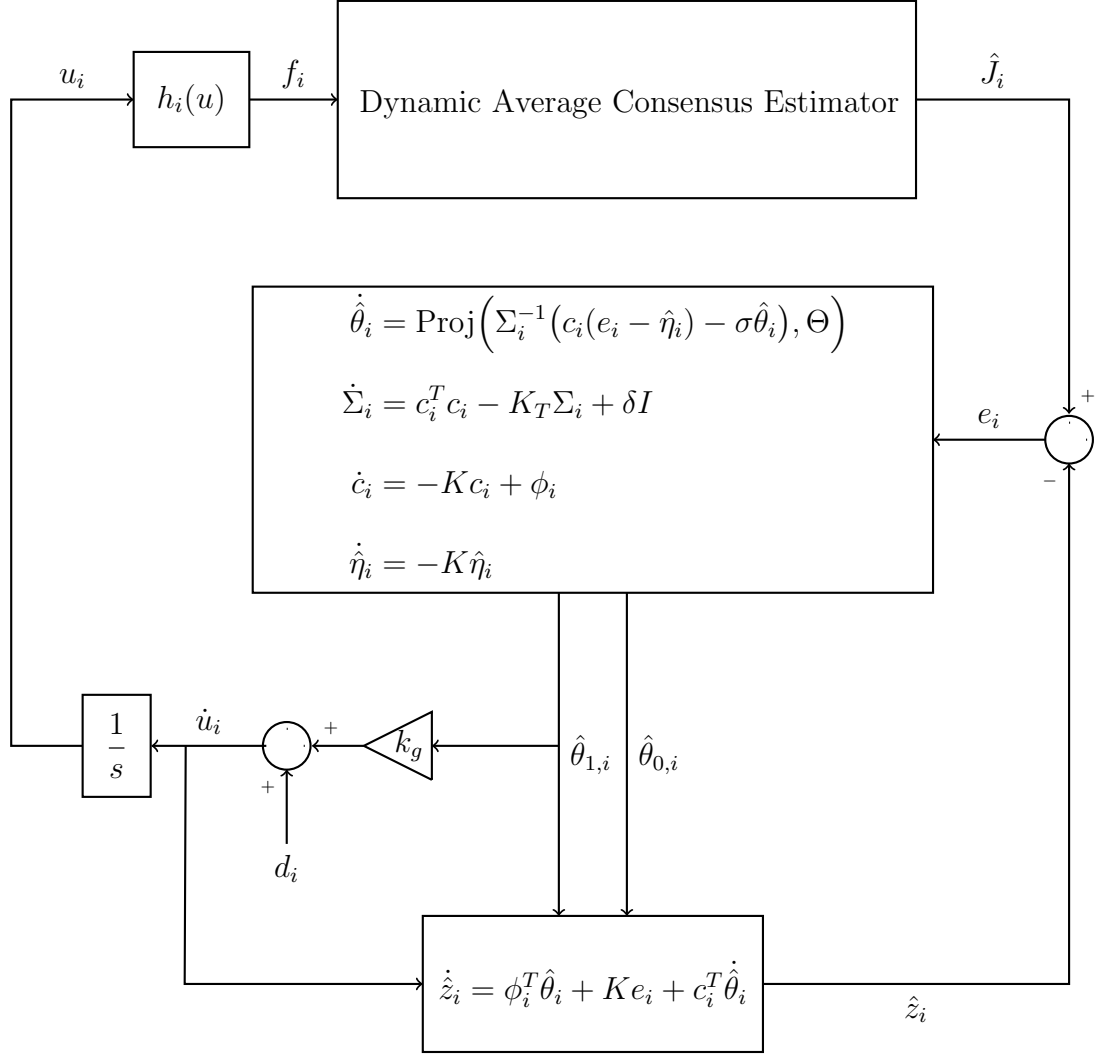 u_i
h_i(u)
f_i
Dynamic Average Consensus Estimator
Ĵ_i
θ̂̇_i = Proj(Σ_i^{-1}(c_i(e_i − η̂_i) − σθ̂_i), Θ)
Σ̇_i = c_i^T c_i − K_T Σ_i + δI
ċ_i = −Kc_i + ϕ_i
η̂̇_i = −Kη̂_i
+
e_i
−
1/s
u̇_i
+
k_g
θ̂_{1,i}
θ̂_{0,i}
+
d_i
ẑ̇_i = ϕ_i^T θ̂_i + Ke_i + c_i^T θ̂̇_i
ẑ_i